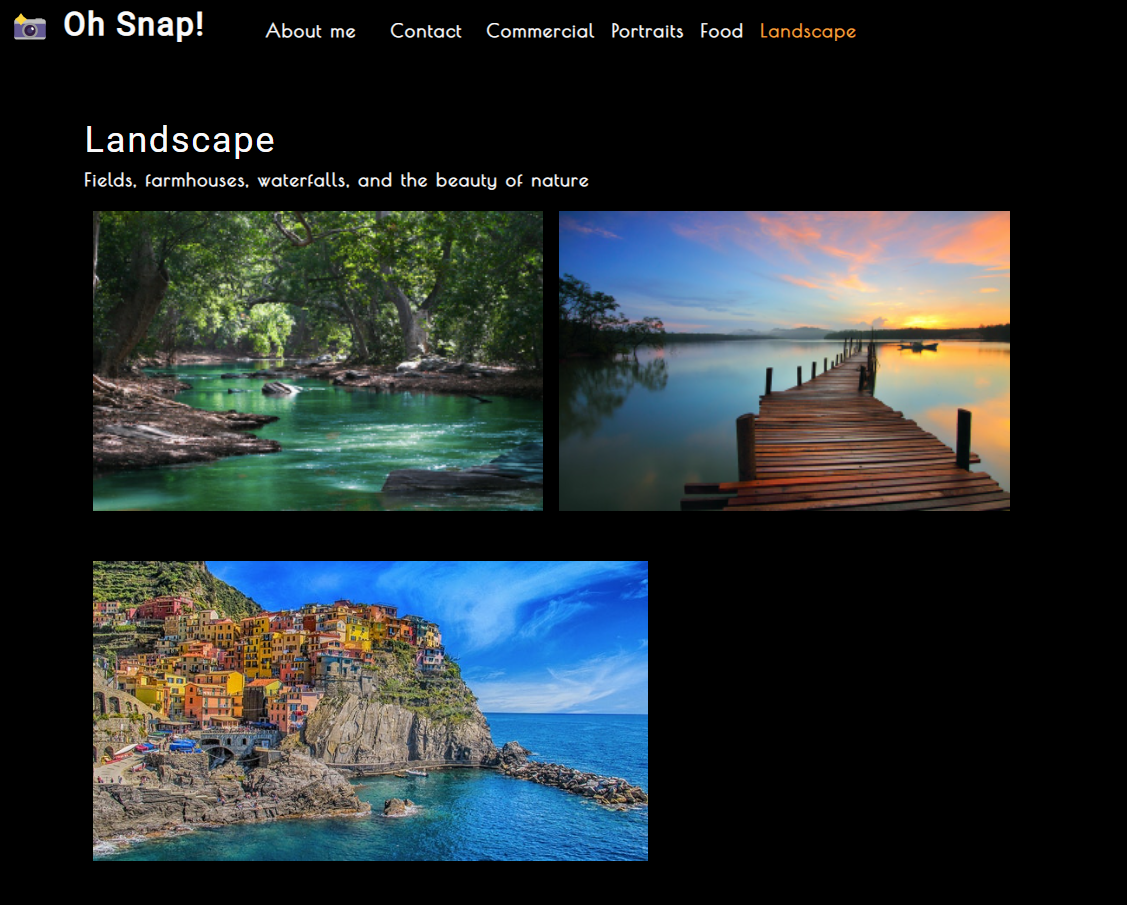 Oh Snap!
About me Contact Commercial Portraits Food Landscape
Landscape
Fields, farmhouses, waterfalls, and the beauty of nature